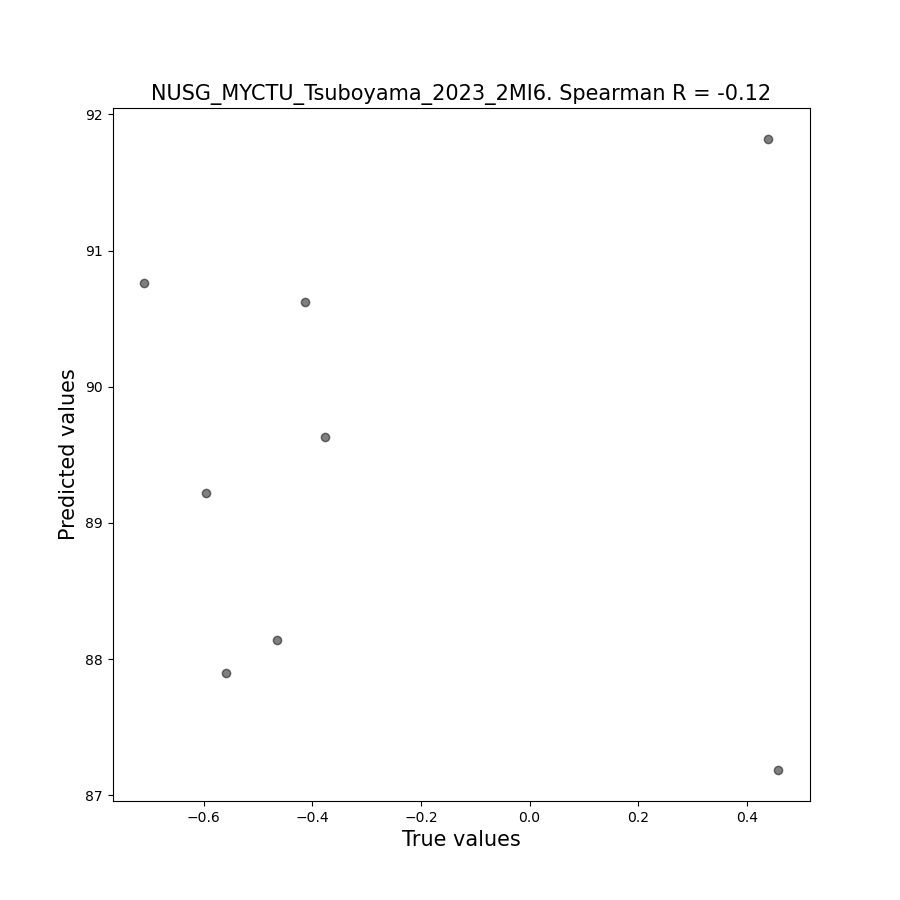 NUSG_MYCTU_Tsuboyama_2023_2MI6. Spearman R = -0.12
92
91
90
89
88
87
Predicted values
−0.6 −0.4 −0.2 0.0 0.2 0.4
True values